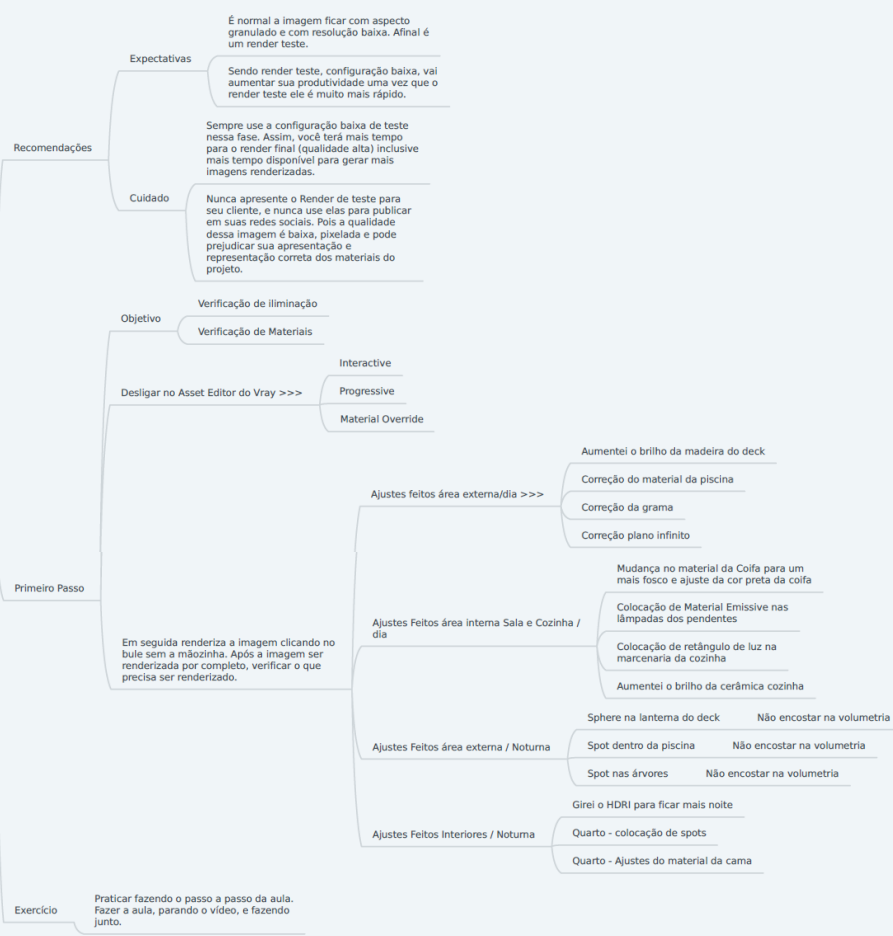 É normal a imagem ficar com aspecto
granulado e com resolução baixa. Afinal é
um render teste.
Expectativas
Sendo render teste, configuração baixa, vai
aumentar sua produtividade uma vez que o
render teste ele é muito mais rápido.
Recomendações
Sempre use a configuração baixa de teste
nessa fase. Assim, você terá mais tempo
para o render final (qualidade alta) inclusive
mais tempo disponível para gerar mais
imagens renderizadas.
Cuidado
Nunca apresente o Render de teste para
seu cliente, e nunca use elas para publicar
em suas redes sociais. Pois a qualidade
dessa imagem é baixa, pixelada e pode
prejudicar sua apresentação e
representação correta dos materiais do
projeto.
Objetivo
Verificação de iliminação
Verificação de Materiais
Desligar no Asset Editor do Vray >>>
Interactive
Progressive
Material Override
Ajustes feitos área externa/dia >>>
Aumentei o brilho da madeira do deck
Correção do material da piscina
Correção da grama
Correção plano infinito
Primeiro Passo
Em seguida renderiza a imagem clicando no
bule sem a mãozinha. Após a imagem ser
renderizada por completo, verificar o que
precisa ser renderizado.
Ajustes Feitos área interna Sala e Cozinha /
dia
Mudança no material da Coifa para um
mais fosco e ajuste da cor preta da coifa
Colocação de Material Emissive nas
lâmpadas dos pendentes
Colocação de retângulo de luz na
marcenaria da cozinha
Aumentei o brilho da cerâmica cozinha
Ajustes Feitos área externa / Noturna
Sphere na lanterna do deck Não encostar na volumetria
Spot dentro da piscina Não encostar na volumetria
Spot nas árvores Não encostar na volumetria
Ajustes Feitos Interiores / Noturna
Girei o HDRI para ficar mais noite
Quarto - colocação de spots
Quarto - Ajustes do material da cama
Exercício
Praticar fazendo o passo a passo da aula.
Fazer a aula, parando o vídeo, e fazendo
junto.